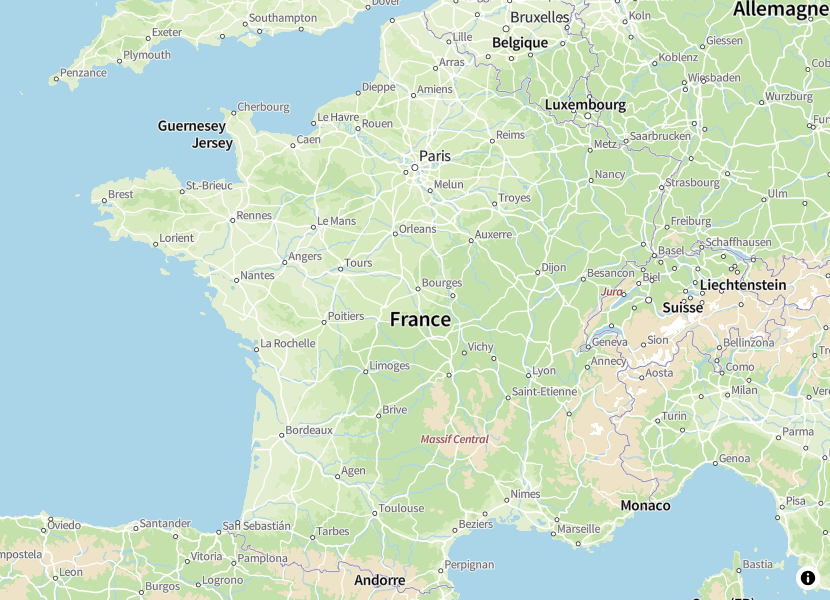 Dover
Allemagne
Southampton
Bruxelles
Köln
Exeter
Lille
Belgique
Giessen
Plymouth
Arras
Koblenz
Penzance
Wiesbaden
Dieppe
Amiens
Wurzburg
Cherbourg
Luxembourg
Le Havre
Rouen
Guernesey
Jersey
Caen
Reims
Saarbrucken
Metz
Paris
Nancy
Strasbourg
Melun
St.-Brieuc
Brest
Troyes
Ulm
Rennes
Le Mans
Freiburg
Orleans
Auxerre
Lorient
Schaffhausen
Basel
Angers
Tours
Dijon
Besancon
Biel
Nantes
Bourges
Liechtenstein
Jura
Suisse
Poitiers
France
La Rochelle
Vichy
Geneva
Sion
Bellinzona
Annecy
Limoges
Lyon
Aosta
Como
Saint-Etienne
Milan
Brive
Turin
Bordeaux
Parma
Massif Central
Genoa
Agen
Nimes
Pisa
Monaco
Toulouse
Oviedo
Santander
San Sebastián
Tarbes
Beziers
Marseille
Vitoria
Pamplona
Perpignan
Bastia
Leon
Logrono
Andorre
Burgos